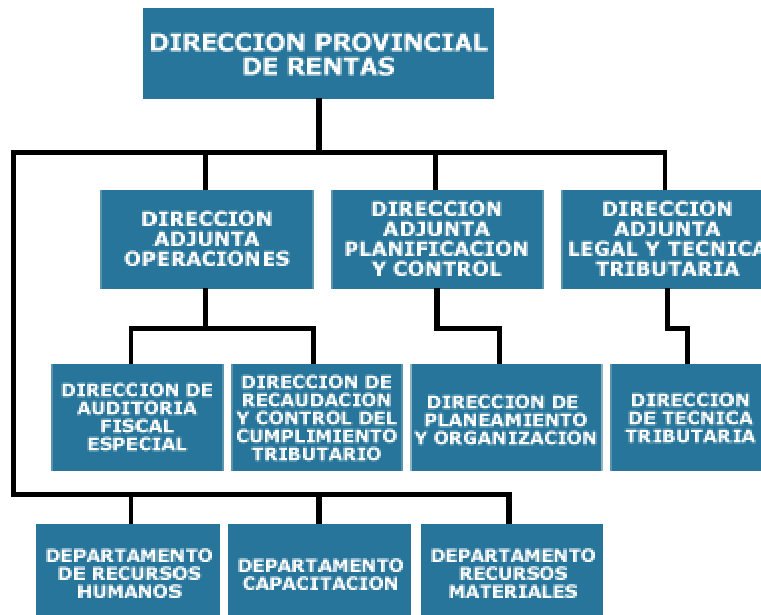 DIRECCION PROVINCIAL
DE RENTAS
DIRECCION
ADJUNTA
OPERACIONES
DIRECCION
ADJUNTA
PLANIFICACION
Y CONTROL
DIRECCION
ADJUNTA
LEGAL Y TECNICA
TRIBUTARIA
DIRECCION DE
AUDITORIA
FISCAL
ESPECIAL
DIRECCION DE
RECAUDACION
Y CONTROL DEL
CUMPLIMIENTO
TRIBUTARIO
DIRECCION DE
PLANEAMIENTO
Y ORGANIZACION
DIRECCION
DE TECNICA
TRIBUTARIA
DEPARTAMENTO
DE RECURSOS
HUMANOS
DEPARTAMENTO
CAPACITACION
DEPARTAMENTO
RECURSOS
MATERIALES